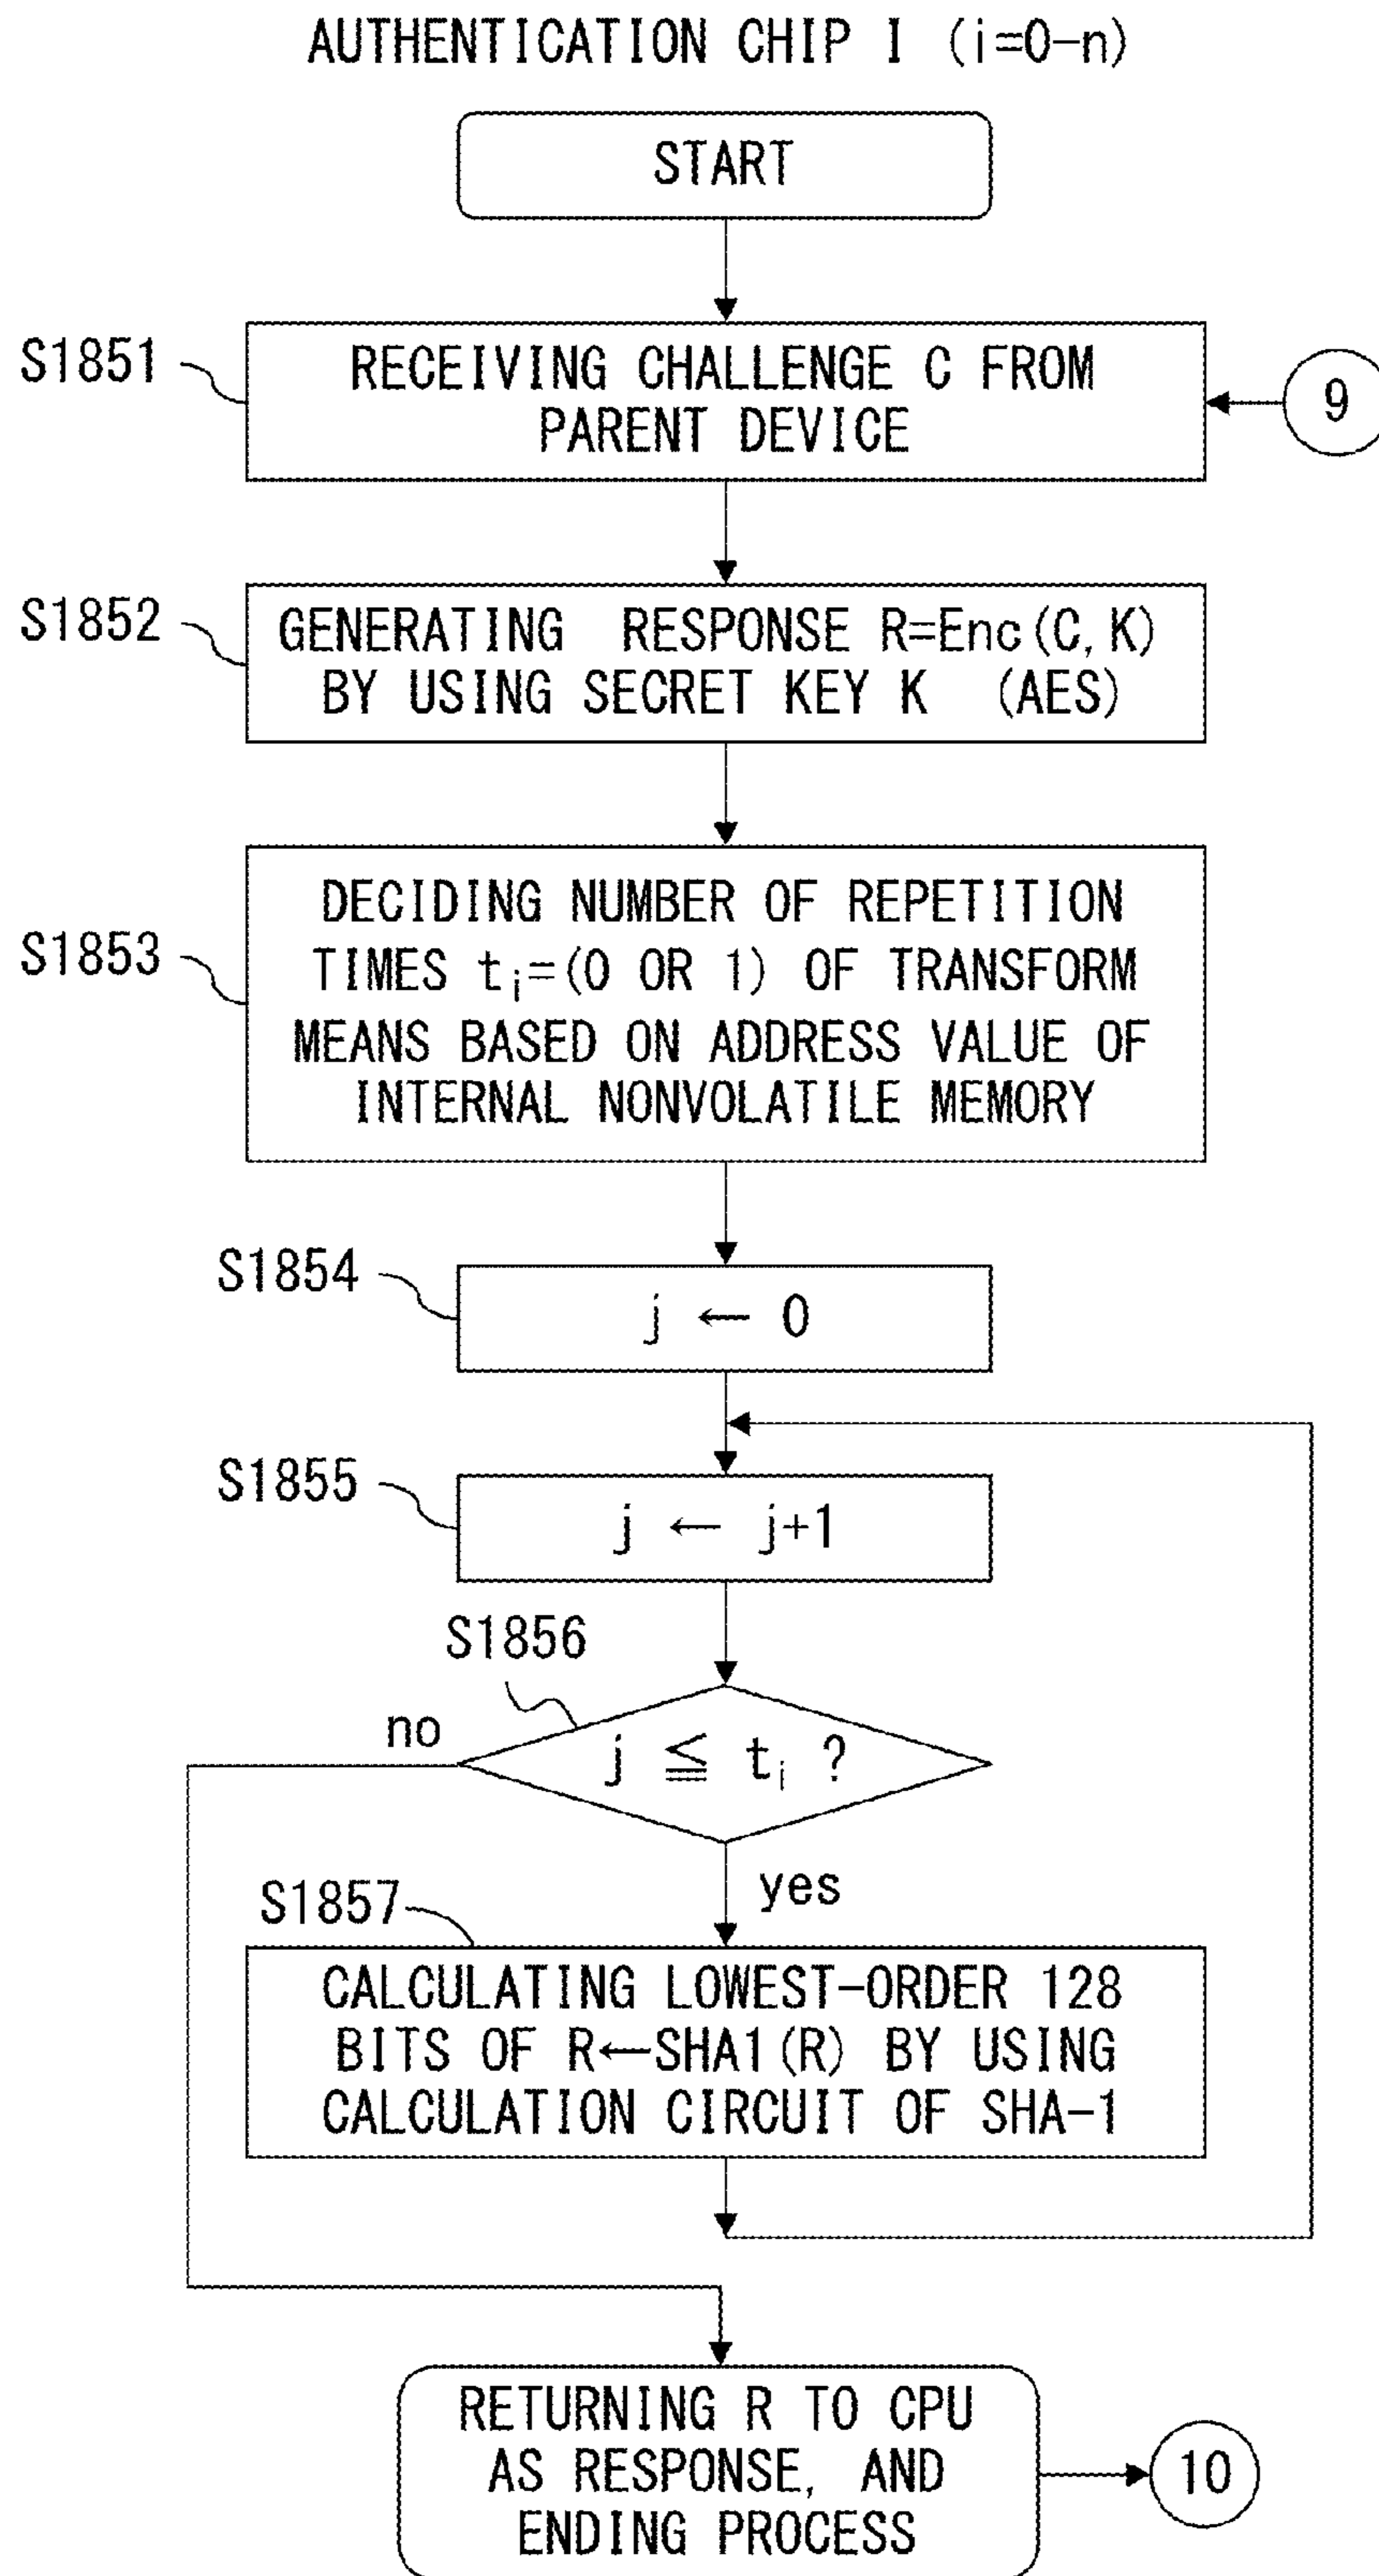 AUTHENTICATION CHIP I (i=0-n)
START
S1851
RECEIVING CHALLENGE C FROM
PARENT DEVICE
9
S1852
GENERATING RESPONSE R=Enc(C,K)
BY USING SECRET KEY K (AES)
S1853
DECIDING NUMBER OF REPETITION
TIMES tᵢ=(0 OR 1) OF TRANSFORM
MEANS BASED ON ADDRESS VALUE OF
INTERNAL NONVOLATILE MEMORY
S1854
j ← 0
S1855
j ← j+1
S1856
no
j ≦ tᵢ ?
yes
S1857
CALCULATING LOWEST-ORDER 128
BITS OF R←SHA1(R) BY USING
CALCULATION CIRCUIT OF SHA-1
RETURNING R TO CPU
AS RESPONSE, AND
ENDING PROCESS
10